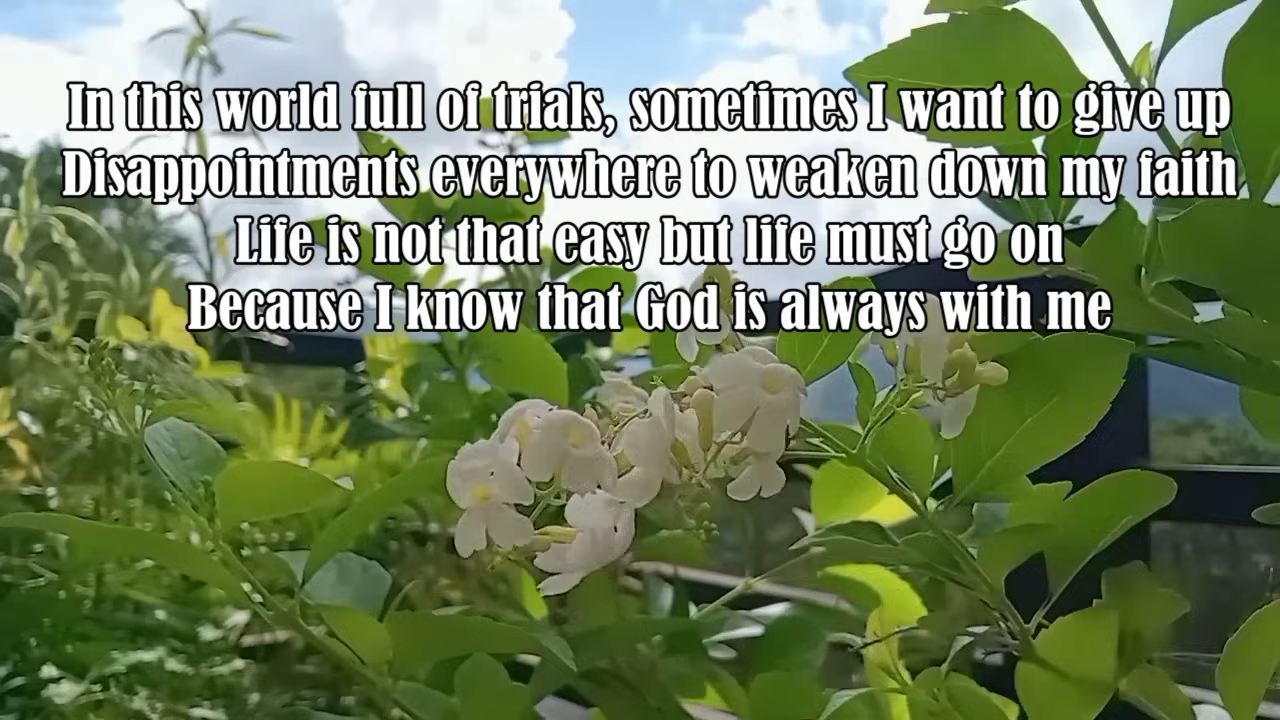 In this world full of trials, sometimes I want to give up
Disappointments everywhere to weaken down my faith
Life is not that easy but life must go on
Because I know that God is always with me